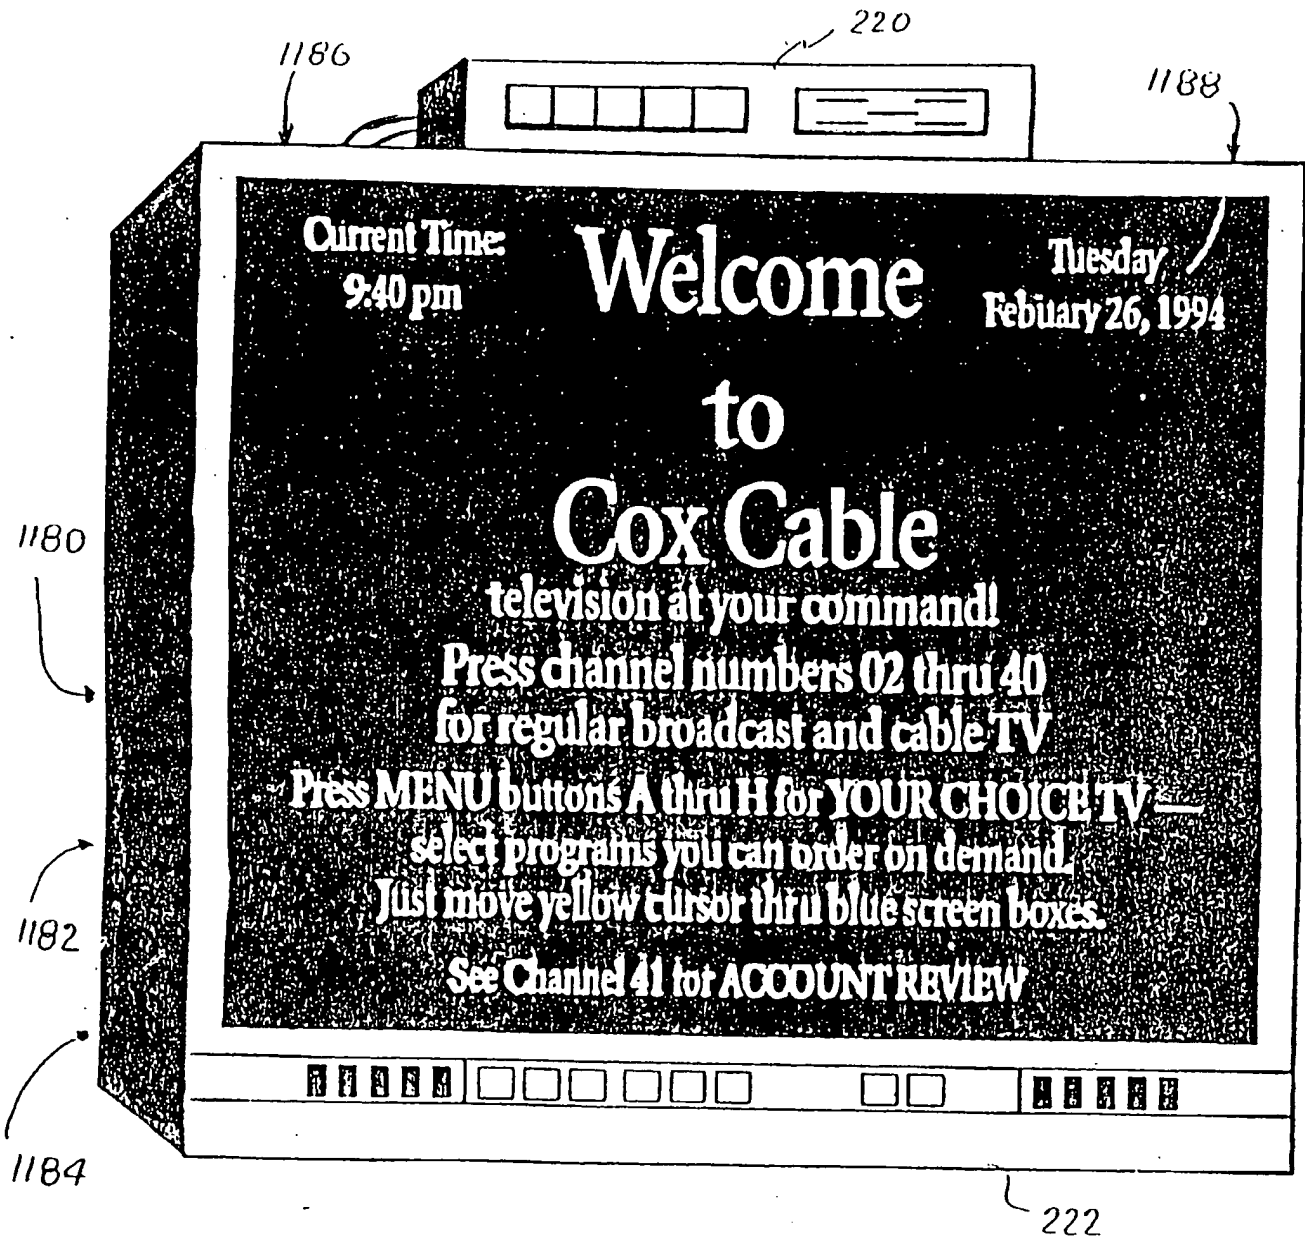 220
1186
1188
Current Time:
9:40 pm
Welcome
Tuesday,
Febuary 26, 1994
to
Cox Cable
television at your command!
Press channel numbers 02 thru 40
for regular broadcast and cable TV
Press MENU buttons A thru H for YOUR CHOICE TV —
select programs you can order on demand.
Just move yellow cursor thru blue screen boxes.
See Channel 41 for ACCOUNT REVIEW
1180
1182
1184
222